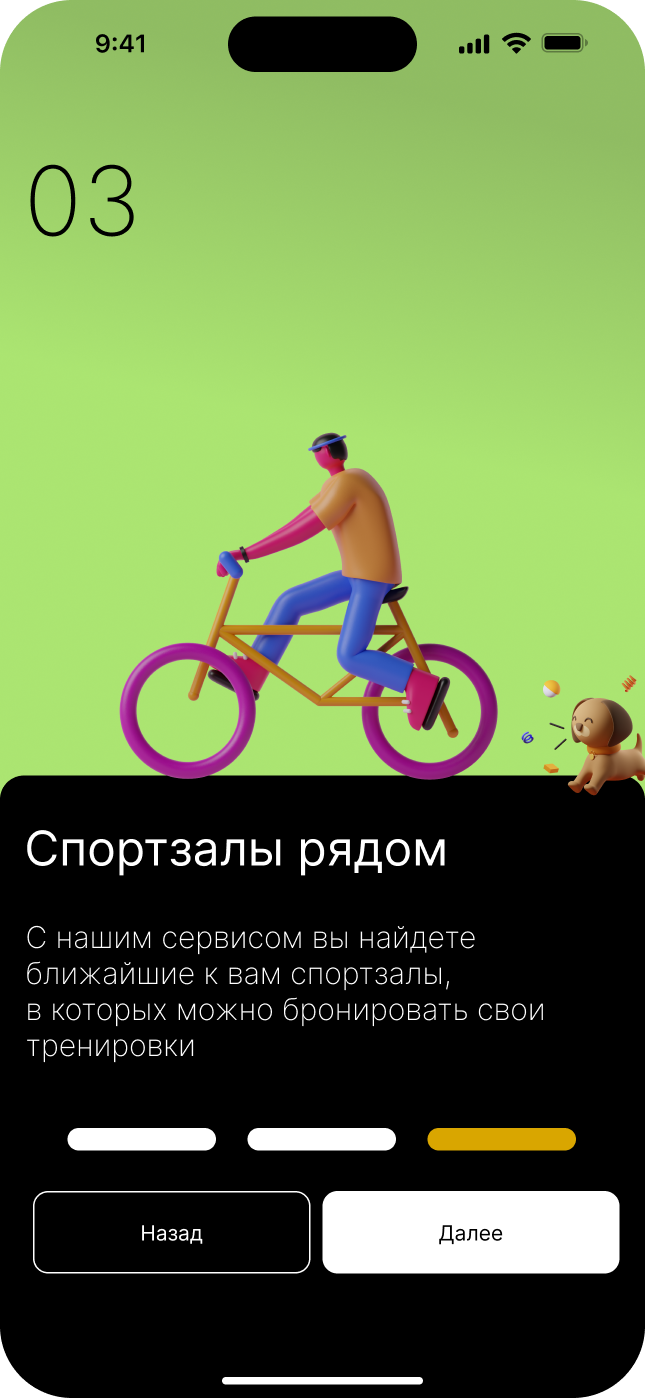 9:41
03
Спортзалы рядом
С нашим сервисом вы найдете
ближайшие к вам спортзалы,
в которых можно бронировать свои
тренировки
Назад
Далее